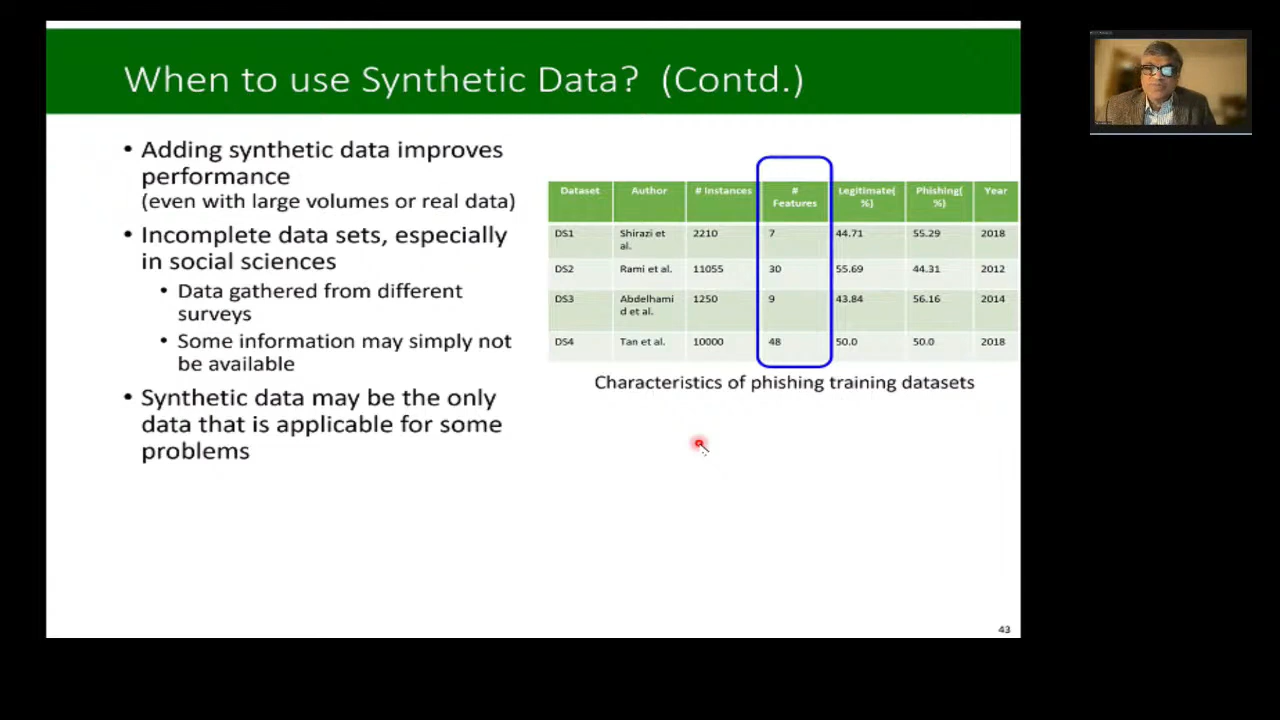 When to use Synthetic Data? (Contd.)
• Adding synthetic data improves
performance
(even with large volumes or real data)
• Incomplete data sets, especially
in social sciences
• Data gathered from different
surveys
• Some information may simply not
be available
• Synthetic data may be the only
data that is applicable for some
problems
Dataset Author # Instances # Features Legitimate( %) Phishing( %) Year
DS1 Shirazi et al. 2210 7 44.71 55.29 2018
DS2 Rami et al. 11055 30 55.69 44.31 2012
DS3 Abdelhami d et al. 1250 9 43.84 56.16 2014
DS4 Tan et al. 10000 48 50.0 50.0 2018
Characteristics of phishing training datasets
43